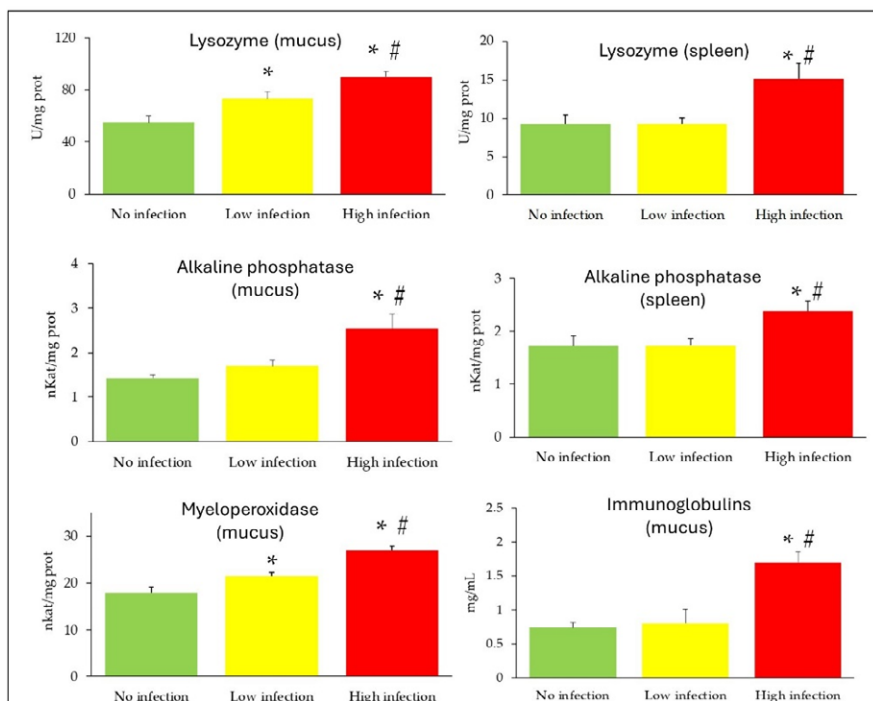 Lysozyme (mucus)
U/mg prot
120
80
40
0
*
* #
No infection Low infection High infection
Lysozyme (spleen)
U/mg prot
20
15
10
5
0
* #
No infection Low infection High infection
Alkaline phosphatase
(mucus)
nKat/mg prot
4
3
2
1
0
* #
No infection Low infection High infection
Alkaline phosphatase
(spleen)
nKat/mg prot
3
2
1
0
* #
No infection Low infection High infection
Myeloperoxidase
(mucus)
nkat/mg prot
30
20
10
0
*
* #
No infection Low infection High infection
Immunoglobulins
(mucus)
mg/mL
2.5
2
1.5
1
0.5
0
* #
No infection Low infection High infection